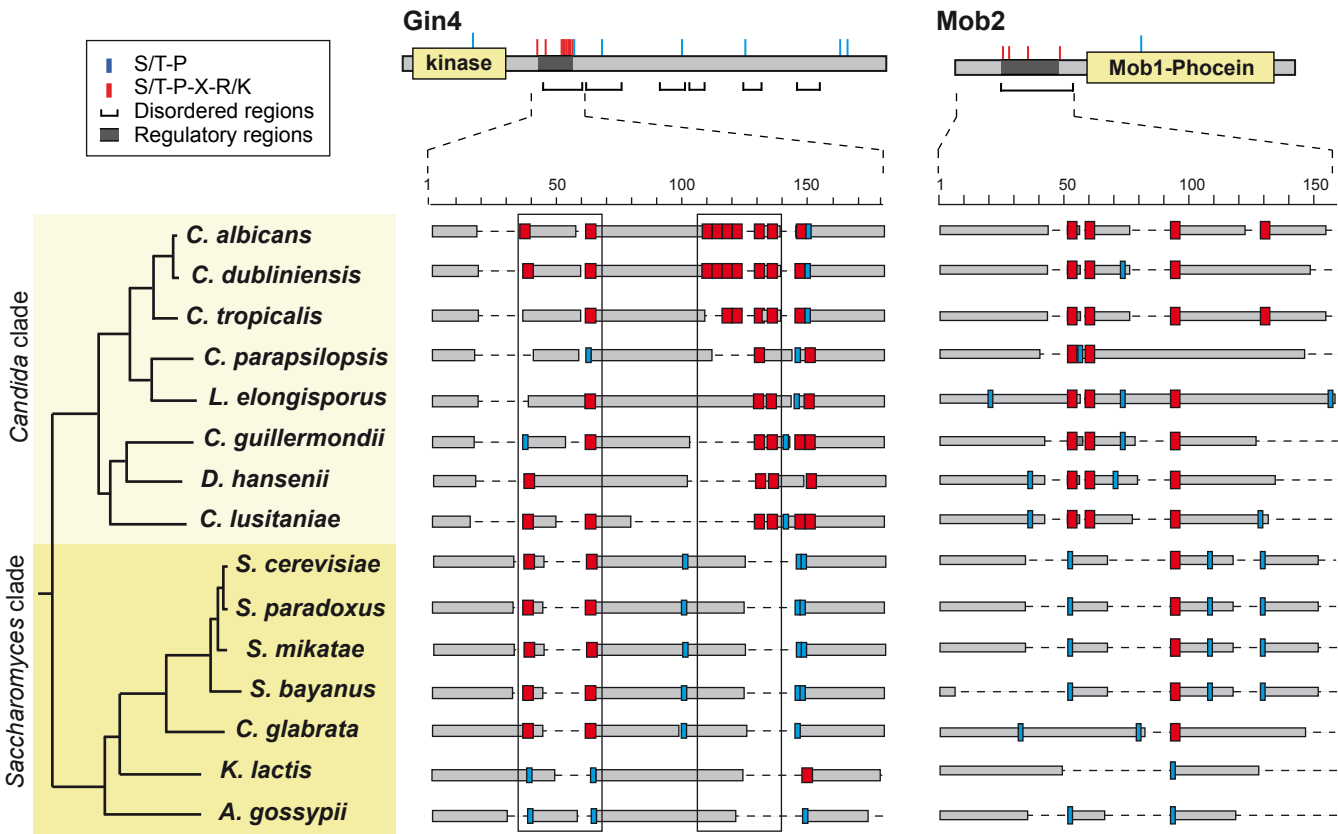 Gin4
Mob2
S/T-P
S/T-P-X-R/K
Disordered regions
Regulatory regions
kinase
Mob1-Phocein
1 50 100 150
1 50 100 150
Candida clade
C. albicans
C. dubliniensis
C. tropicalis
C. parapsilopsis
L. elongisporus
C. guillermondii
D. hansenii
C. lusitaniae
Saccharomyces clade
S. cerevisiae
S. paradoxus
S. mikatae
S. bayanus
C. glabrata
K. lactis
A. gossypii